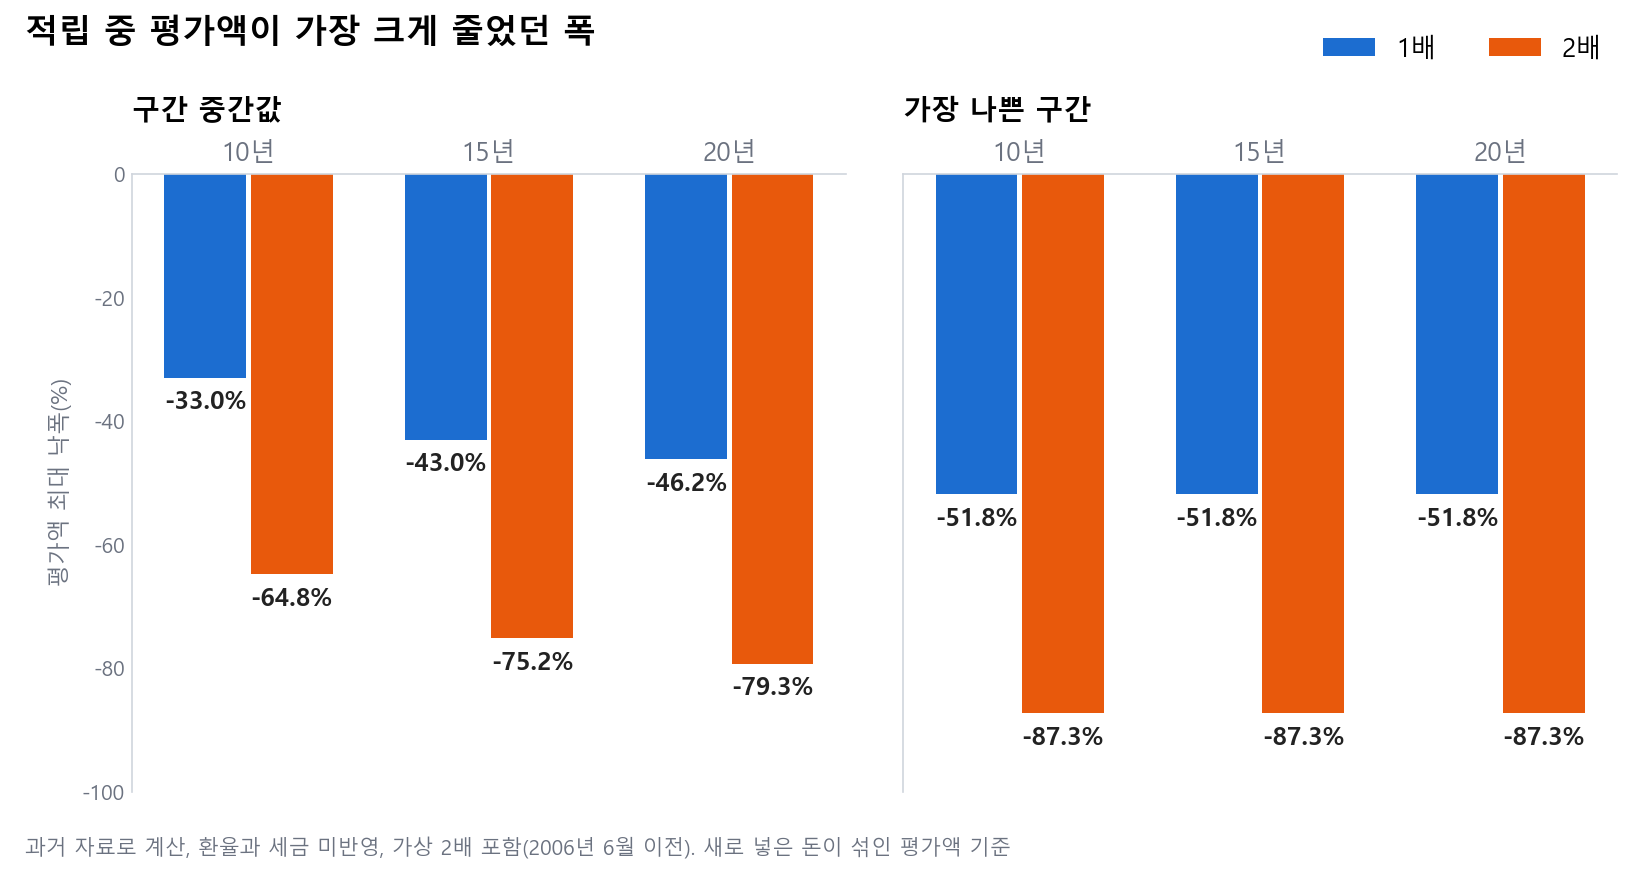 적립 중 평가액이 가장 크게 줄었던 폭
1배
2배
구간 중간값
10년
15년
20년
0
-20
-40
-60
-80
-100
평가액 최대 낙폭(%)
-33.0%
-64.8%
-43.0%
-75.2%
-46.2%
-79.3%
가장 나쁜 구간
10년
15년
20년
-51.8%
-87.3%
-51.8%
-87.3%
-51.8%
-87.3%
과거 자료로 계산, 환율과 세금 미반영, 가상 2배 포함(2006년 6월 이전). 새로 넣은 돈이 섞인 평가액 기준